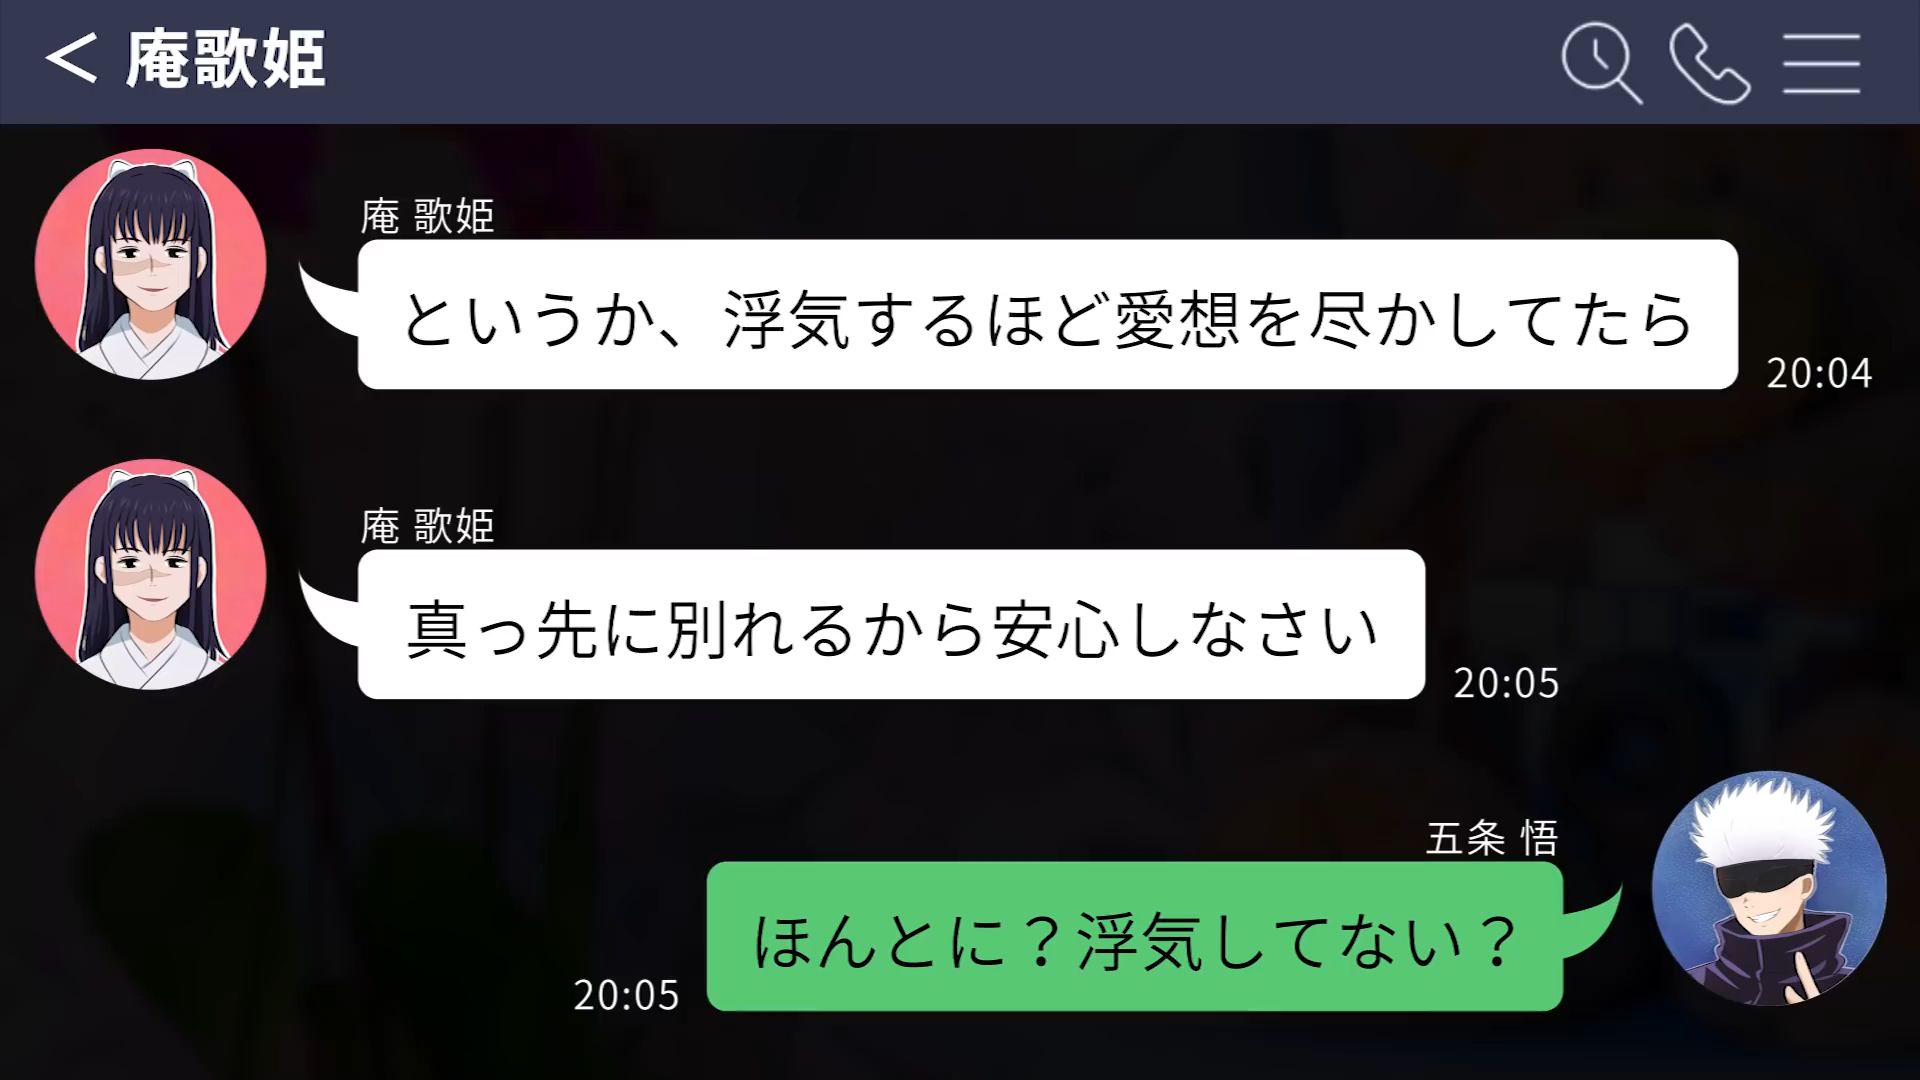 庵歌姫
庵 歌姫
というか、浮気するほど愛想を尽かしてたら
20:04
庵 歌姫
真っ先に別れるから安心しなさい
20:05
五条 悟
ほんとに？浮気してない？
20:05